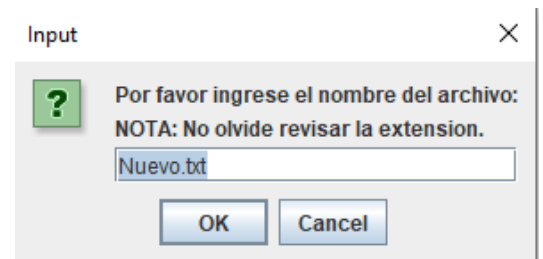 Input
Por favor ingrese el nombre del archivo:
NOTA: No olvide revisar la extension.
Nuevo.txt
OK Cancel